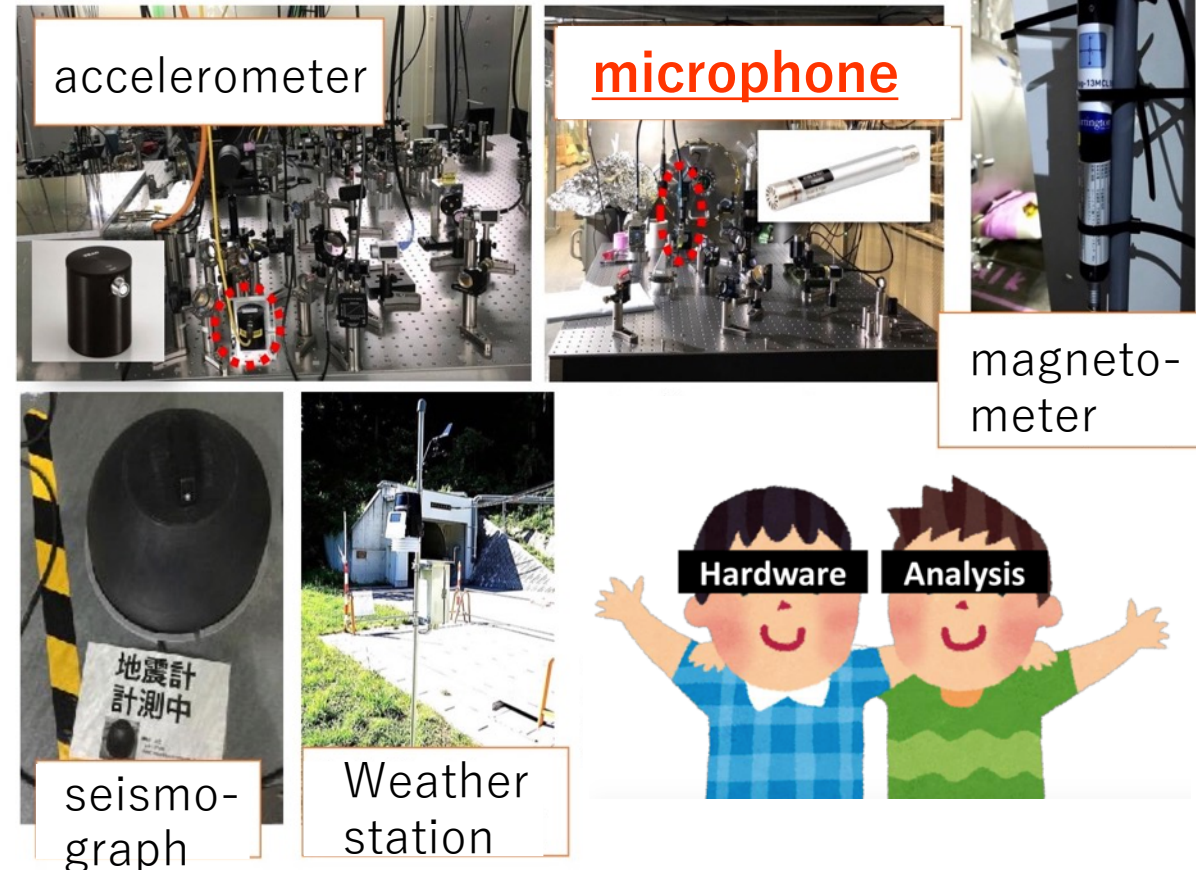 accelerometer
microphone
magneto-
meter
地震計
計測中
seismo-
graph
Weather
station
Hardware
Analysis